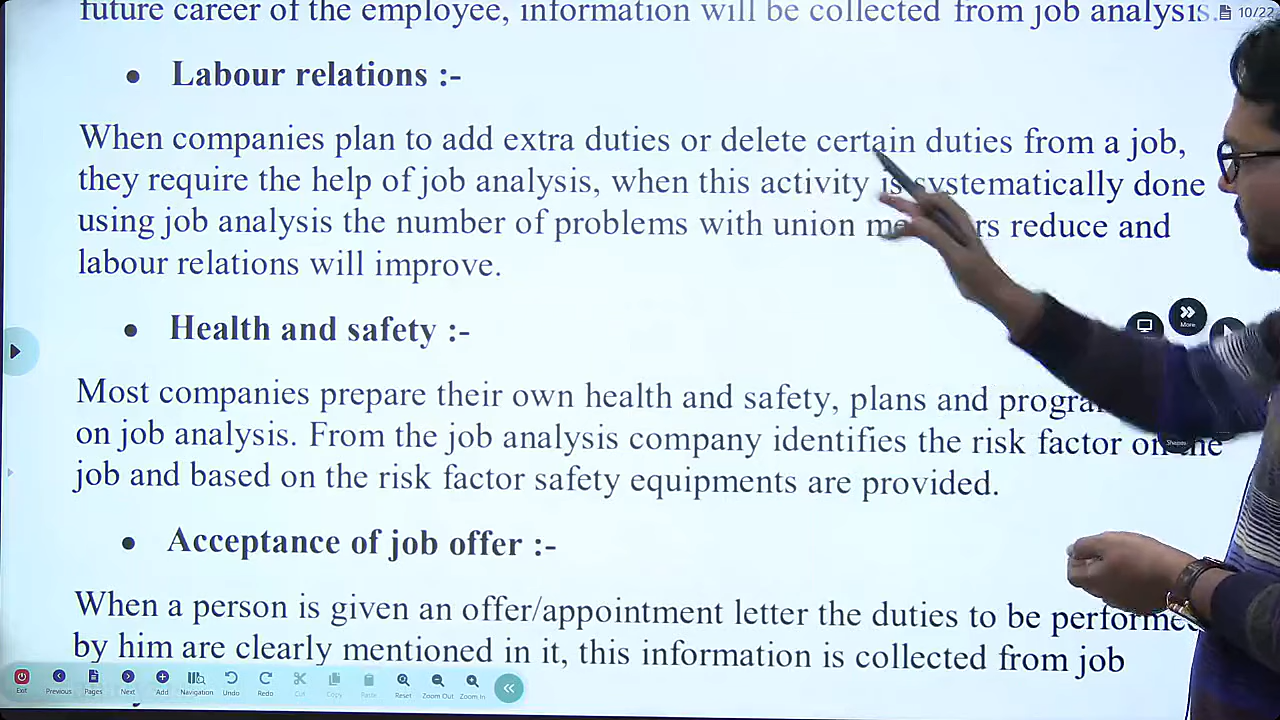 future career of the employee, information will be collected from job analysis.
10/22
• Labour relations :-
When companies plan to add extra duties or delete certain duties from a job,
they require the help of job analysis, when this activity is systematically done
using job analysis the number of problems with union reduce and
labour relations will improve.
More
• Health and safety :-
Most companies prepare their own health and safety, plans and
on job analysis. From the job analysis company identifies the risk factor on the
Shapes
job and based on the risk factor safety equipments are provided.
• Acceptance of job offer :-
When a person is given an offer/appointment letter the duties to be
by him are clearly mentioned in it, this information is collected from job
Exit Previous Pages Next Add Navigation Undo Redo Cut Copy Paste Reset Zoom Out Zoom In